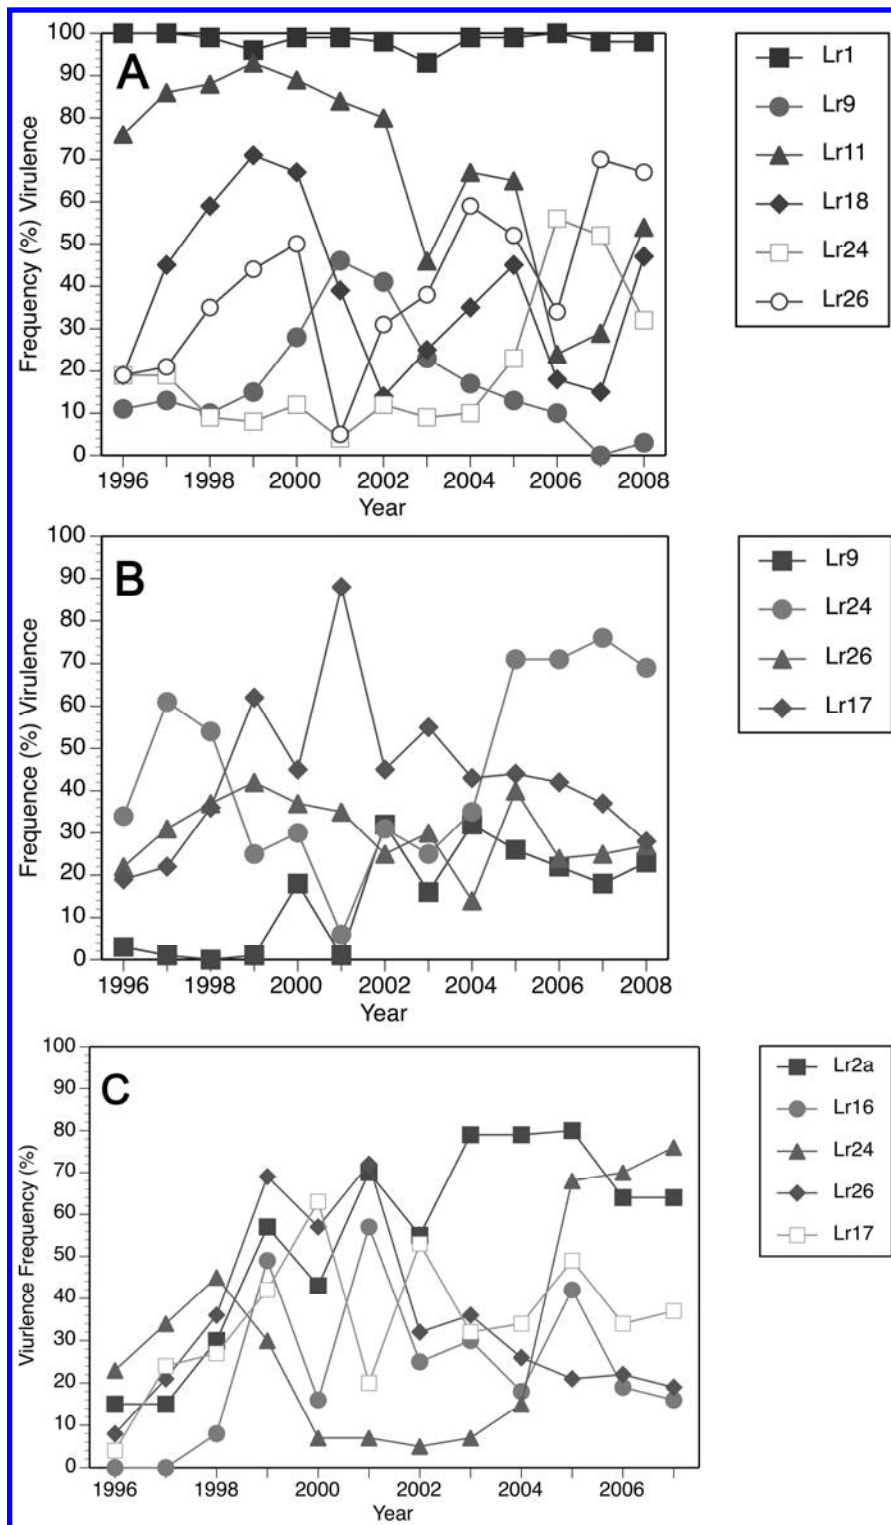 A
Frequency (%) Virulence
100
90
80
70
60
50
40
30
20
10
0
1996 1998 2000 2002 2004 2006 2008
Year
Lr1
Lr9
Lr11
Lr18
Lr24
Lr26
B
Frequence (%) Virulence
100
90
80
70
60
50
40
30
20
10
0
1996 1998 2000 2002 2004 2006 2008
Year
Lr9
Lr24
Lr26
Lr17
C
Viurlence Frequency (%)
100
90
80
70
60
50
40
30
20
10
0
1996 1998 2000 2002 2004 2006
Year
Lr2a
Lr16
Lr24
Lr26
Lr17